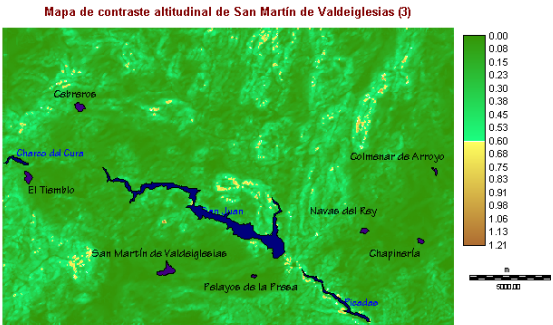 Mapa de contraste altitudinal de San Martín de Valdeiglesias (3)
0.00
0.08
0.15
0.23
0.30
0.38
0.45
0.53
0.60
0.68
0.75
0.83
0.91
0.98
1.06
1.13
1.21
Cebreros
Charco del Cura
Colmenar de Arroyo
El Tiemblo
San Juan
Navas del Rey
San Martín de Valdeiglesias
Chapinería
Pelayos de la Presa
m
5000.00
Picadas